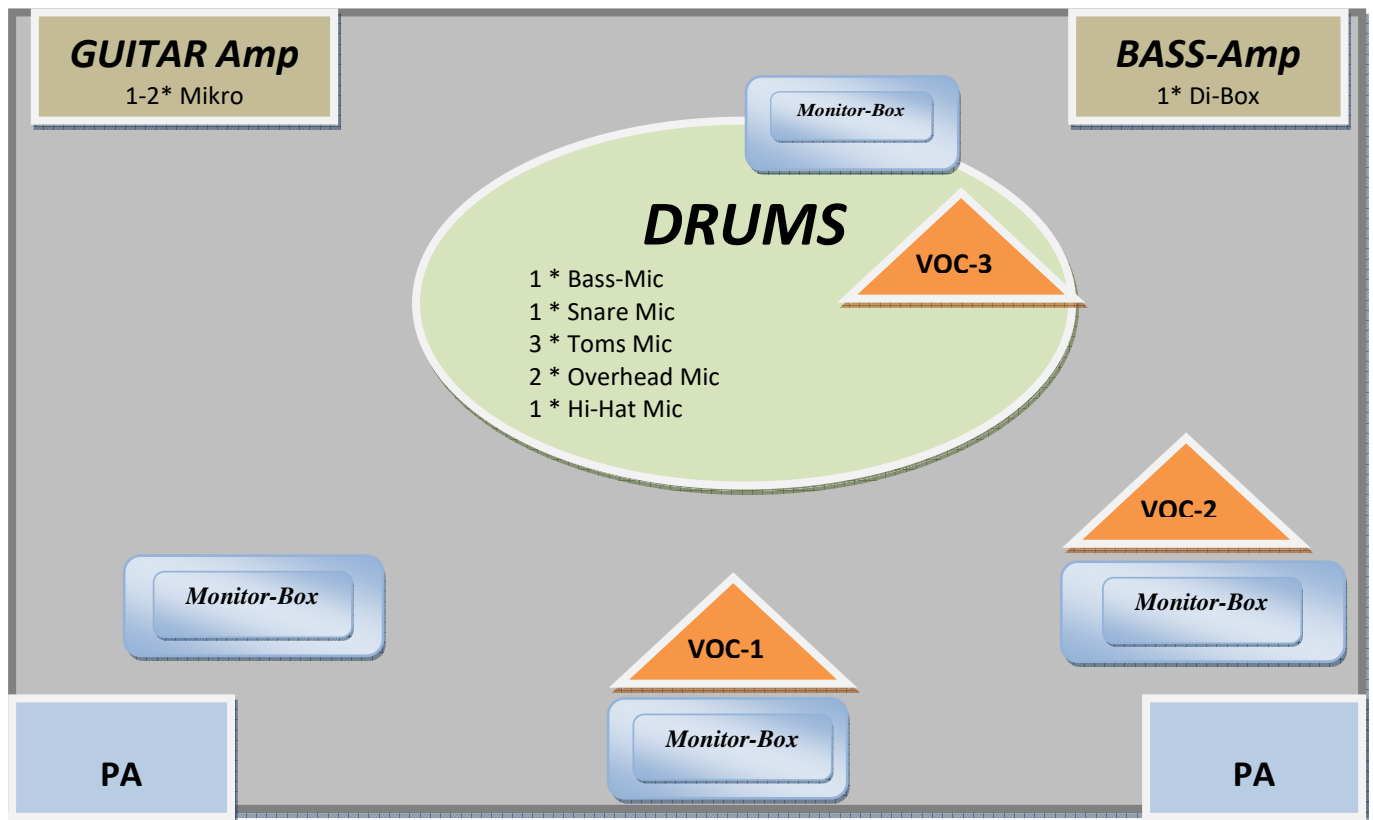 GUITAR Amp
1-2* Mikro
BASS-Amp
1* Di-Box
Monitor-Box
DRUMS
VOC-3
1 * Bass-Mic
1 * Snare Mic
3 * Toms Mic
2 * Overhead Mic
1 * Hi-Hat Mic
VOC-2
Monitor-Box
Monitor-Box
VOC-1
Monitor-Box
PA
PA